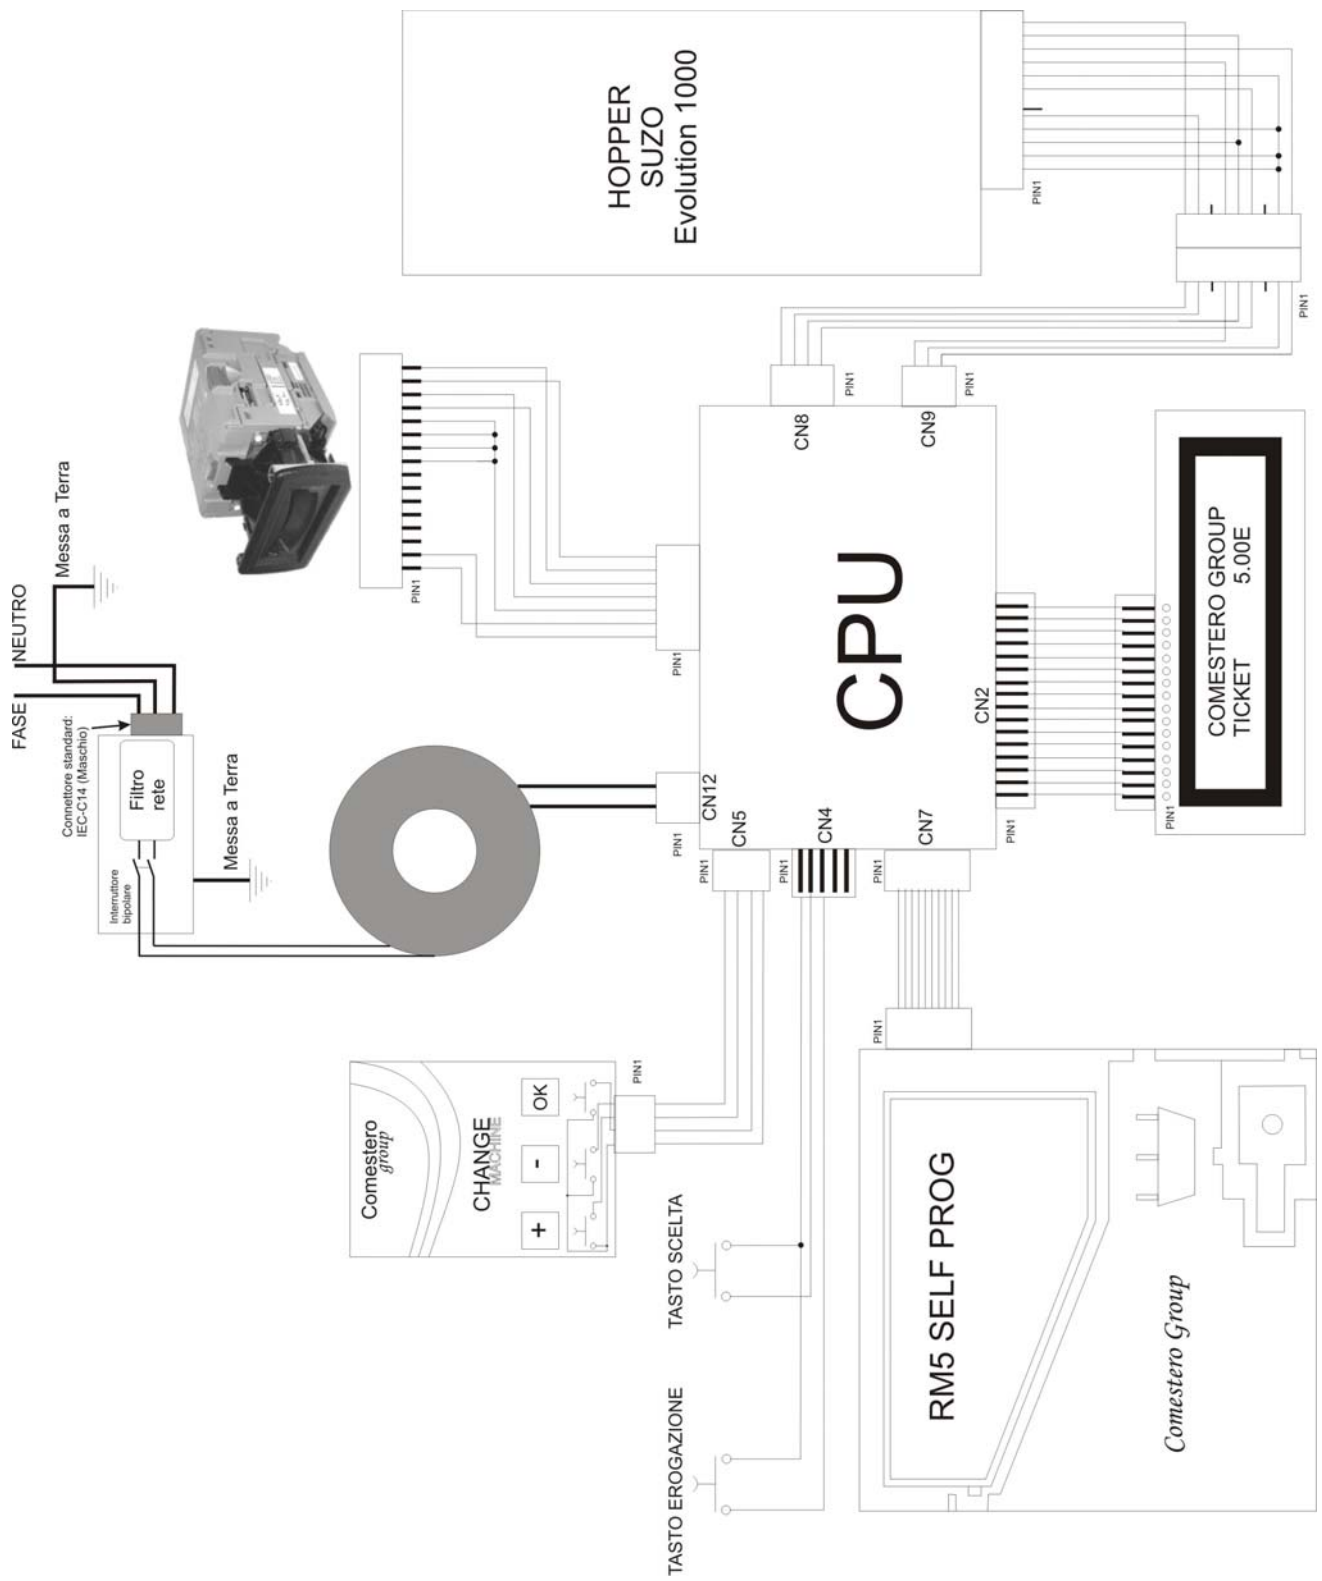 HOPPER
SUZO
Evolution 1000
PIN1
PIN1
PIN1
CN8
PIN1
CN9
PIN1
CPU
CN12
PIN1
CN5
PIN1
CN4
PIN1
CN7
PIN1
CN2
PIN1
PIN1
COMESTERO GROUP
TICKET 5.00E
FASE
NEUTRO
Messa a Terra
Connettore standard:
IEC-C14 (Maschio)
Filtro
rete
Interruttore
bipolare
Messa a Terra
Comestero
group
CHANGE
MACHINE
+
-
OK
PIN1
TASTO SCELTA
TASTO EROGAZIONE
PIN1
RM5 SELF PROG
Comestero Group